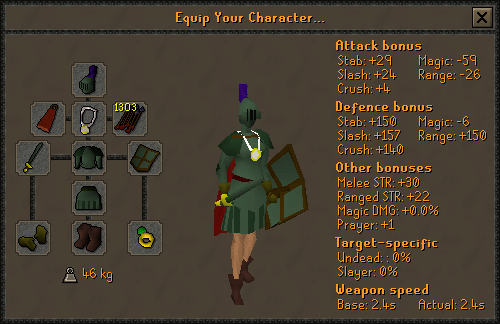 Equip Your Character...
1303
46 kg
Attack bonus
Stab: +29 Magic: -59
Slash: +24 Range: -26
Crush: +4
Defence bonus
Stab: +150 Magic: -6
Slash: +157 Range: +150
Crush: +140
Other bonuses
Melee STR: +30
Ranged STR: +22
Magic DMG: +0.0%
Prayer: +1
Target-specific
Undead: : 0%
Slayer: 0%
Weapon speed
Base: 2.4s Actual: 2.4s